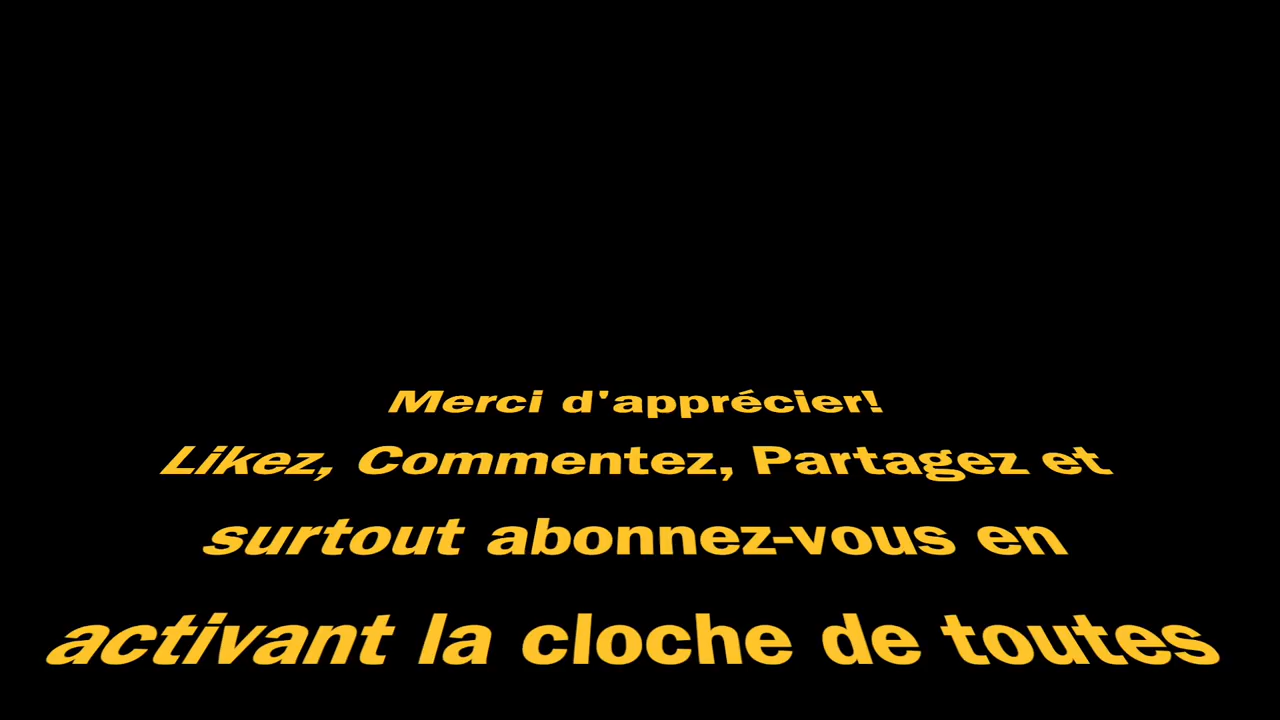 Merci d'apprécier!
Likez, Commentez, Partagez et
surtout abonnez-vous en
activant la cloche de toutes